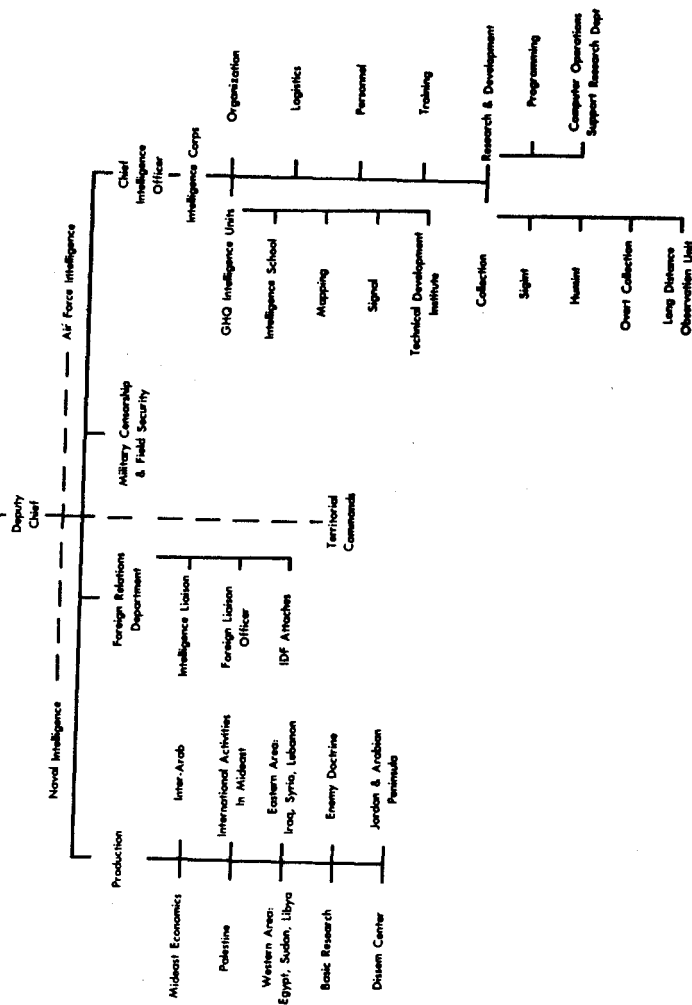 Deputy
Chief
Naval Intelligence
Air Force Intelligence
Production
Mideast Economics
Inter-Arab
Palestine
International Activities
In Mideast
Western Area:
Egypt, Sudan, Libya
Eastern Area:
Iraq, Syria, Lebanon
Basic Research
Enemy Doctrine
Dissem Center
Jordan & Arabian
Peninsula
Foreign Relations
Department
Intelligence Liaison
Foreign Liaison
Officer
IDF Attaches
Territorial
Commands
Military Censorship
& Field Security
Chief
Intelligence
Officer
Intelligence Corps
GHQ Intelligence Units
Organization
Intelligence School
Logistics
Mapping
Personnel
Signal
Training
Technical Development
Institute
Collection
Research & Development
Sigint
Programming
Humint
Computer Operations
Support Research Dept
Overt Collection
Long Distance
Observation Unit